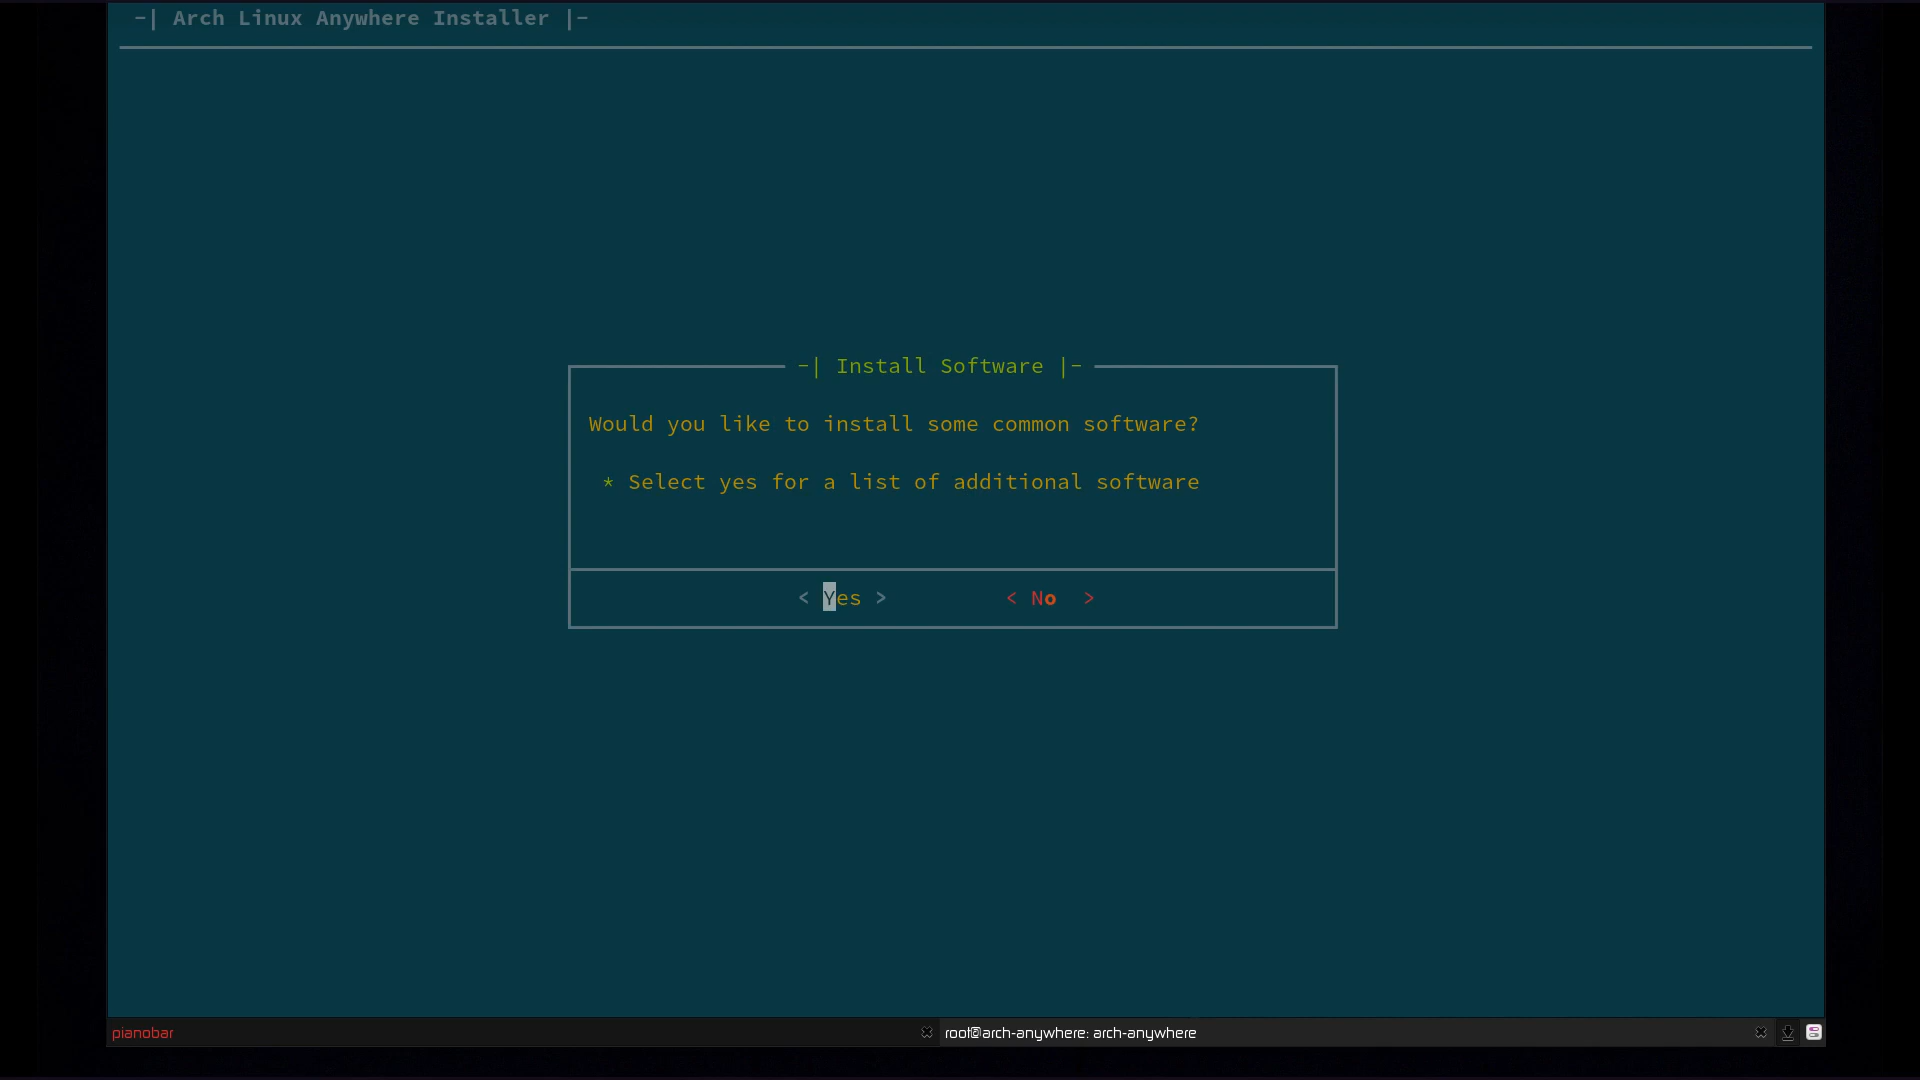 -| Arch Linux Anywhere Installer |-
-| Install Software |-
Would you like to install some common software?
* Select yes for a list of additional software
< Yes > < No >
pianobar root@arch-anywhere: arch-anywhere